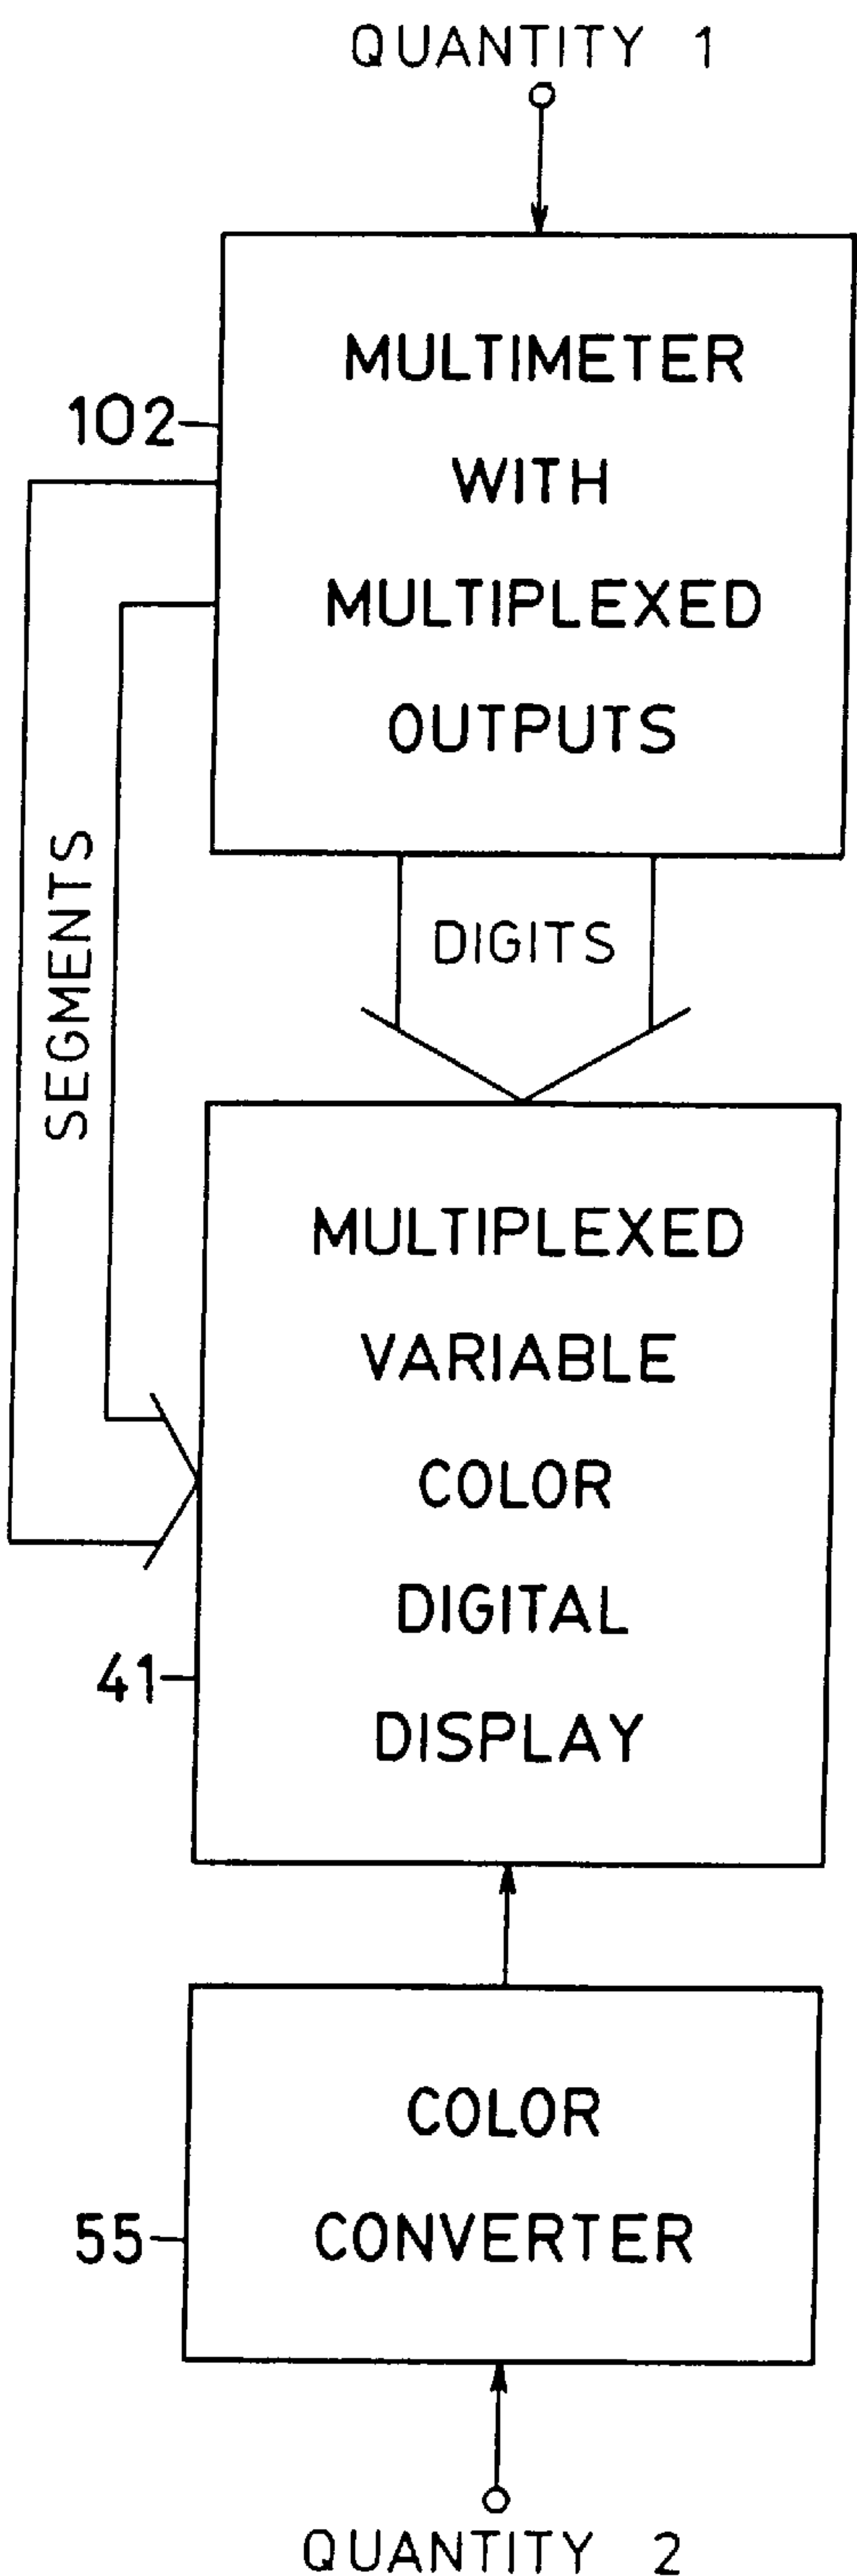 QUANTITY 1
MULTIMETER
102
WITH
MULTIPLEXED
OUTPUTS
SEGMENTS
DIGITS
MULTIPLEXED
VARIABLE
COLOR
DIGITAL
41
DISPLAY
COLOR
55
CONVERTER
QUANTITY 2